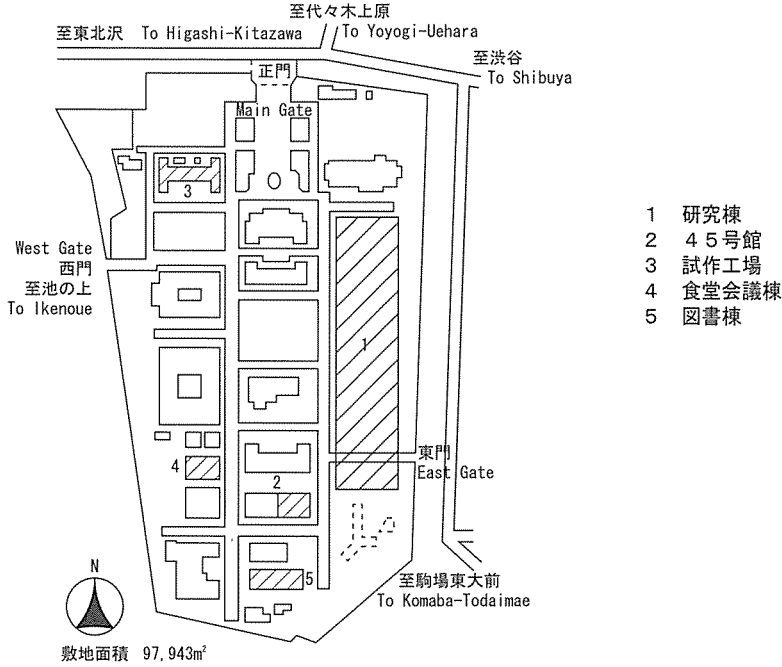 至代々木上原
To Yoyogi-Uehara
至東北沢 To Higashi-Kitazawa
至渋谷
To Shibuya
正門
Main Gate
3
West Gate
西門
至池の上
To Ikenoue
1
1 研究棟
2 45号館
3 試作工場
4 食堂会議棟
5 図書棟
東門
East Gate
4
2
5
至駒場東大前
To Komaba-Todaimae
N
敷地面積 97,943㎡